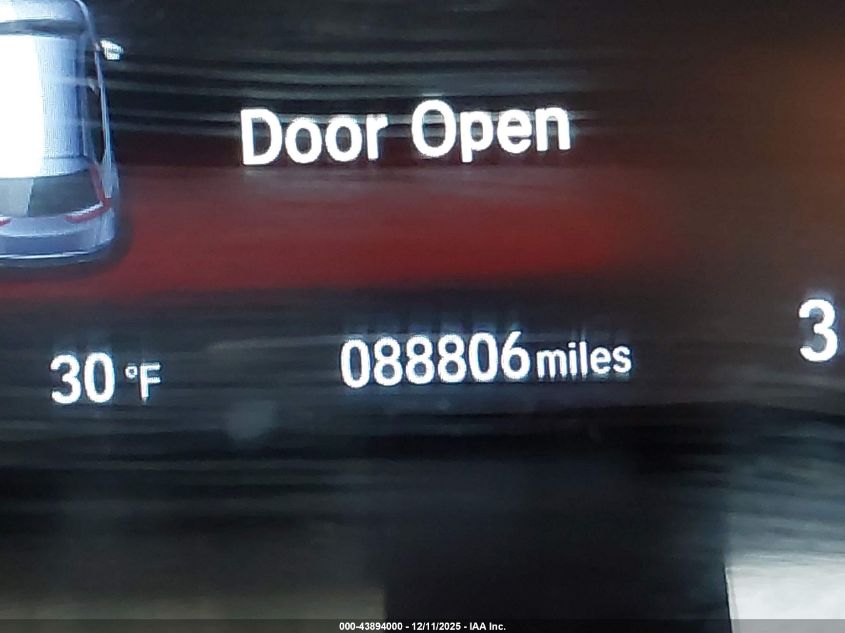 Door Open
30 °F 088806 miles 3
000-43894000 - 12/11/2025 - IAA Inc.